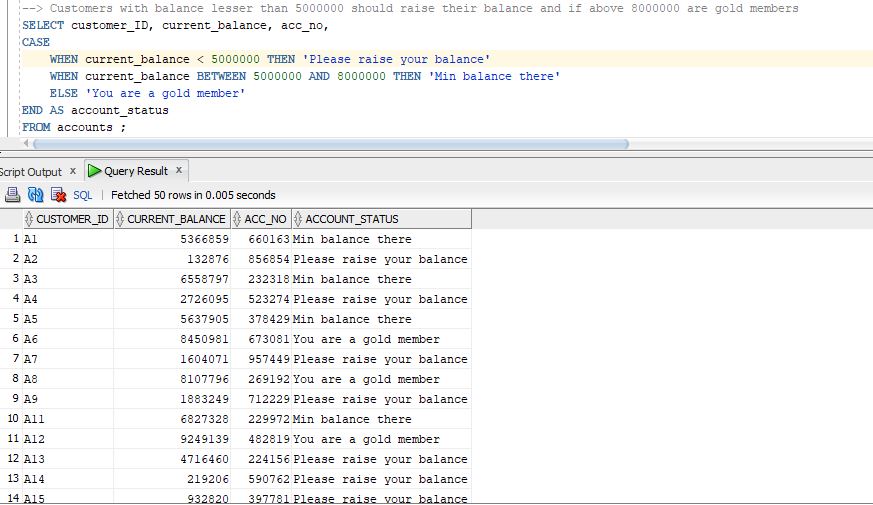 --> Customers with balance lesser than 5000000 should raise their balance and if above 8000000 are gold members
SELECT customer_ID, current_balance, acc_no,
CASE
WHEN current_balance < 5000000 THEN 'Please raise your balance'
WHEN current_balance BETWEEN 5000000 AND 8000000 THEN 'Min balance there'
ELSE 'You are a gold member'
END AS account_status
FROM accounts ;
Script Output x Query Result x
SQL | Fetched 50 rows in 0.005 seconds
CUSTOMER_ID CURRENT_BALANCE ACC_NO ACCOUNT_STATUS
1 A1 5366859 660163 Min balance there
2 A2 132876 856854 Please raise your balance
3 A3 6558797 232318 Min balance there
4 A4 2726095 523274 Please raise your balance
5 A5 5637905 378429 Min balance there
6 A6 8450981 673081 You are a gold member
7 A7 1604071 957449 Please raise your balance
8 A8 8107796 269192 You are a gold member
9 A9 1883249 712229 Please raise your balance
10 A11 6827328 229972 Min balance there
11 A12 9249139 482819 You are a gold member
12 A13 4716460 224156 Please raise your balance
13 A14 219206 590762 Please raise your balance
14 A15 932820 397781 Please raise your balance